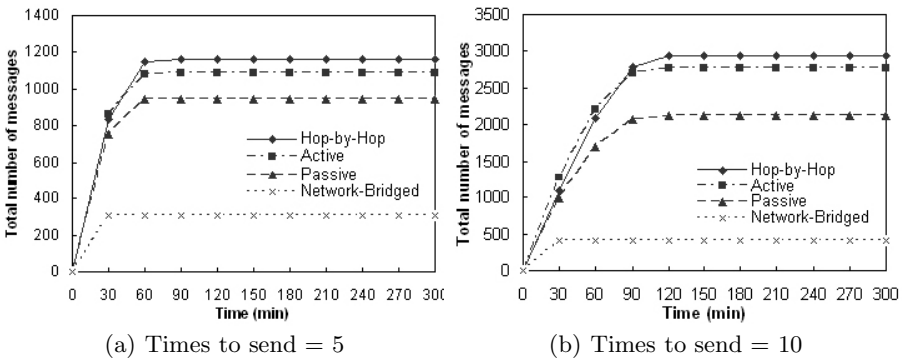 Total number of messages
1400
1200
1000
800
600
400
200
0
Hop-by-Hop
Active
Passive
Network-Bridged
0 30 60 90 120 150 180 210 240 270 300
Time (min)
(a) Times to send = 5
Total number of messages
3500
3000
2500
2000
1500
1000
500
0
Hop-by-Hop
Active
Passive
Network-Bridged
0 30 60 90 120 150 180 210 240 270 300
Time (min)
(b) Times to send = 10